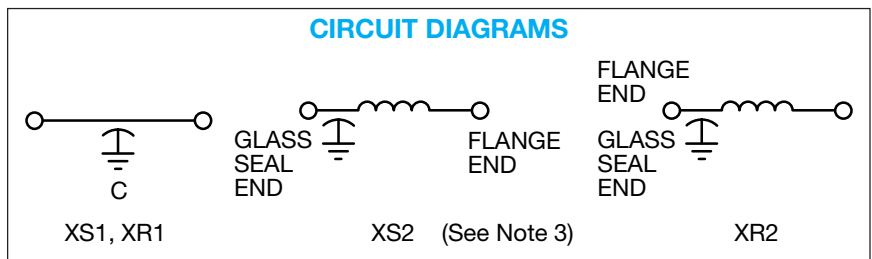 CIRCUIT DIAGRAMS
C
XS1, XR1
GLASS
SEAL
END
FLANGE
END
XS2 (See Note 3)
FLANGE
END
GLASS
SEAL
END
XR2